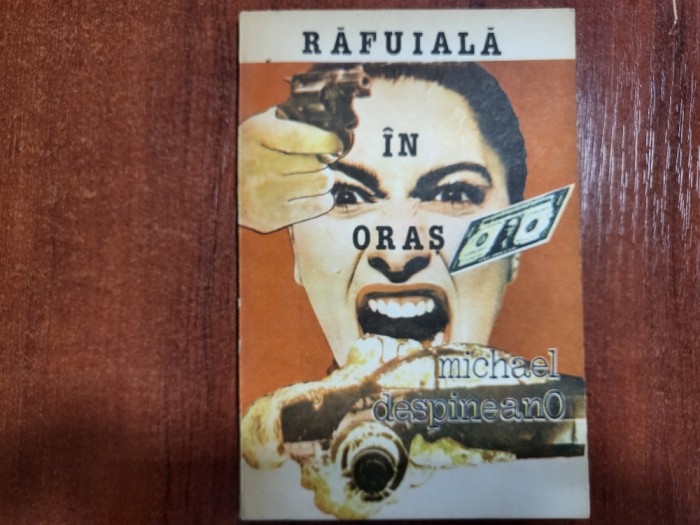 RĂFUIALĂ
ÎN
ORAȘ
michael
despineanO